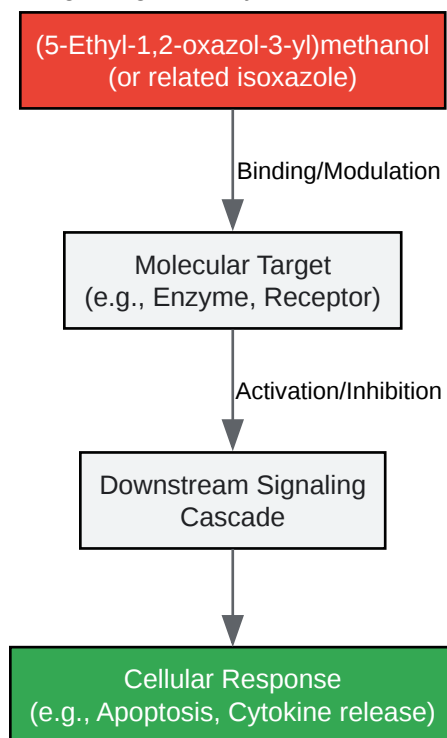 (5-Ethyl-1,2-oxazol-3-yl)methanol
(or related isoxazole)
Binding/Modulation
Molecular Target
(e.g., Enzyme, Receptor)
Activation/Inhibition
Downstream Signaling
Cascade
Cellular Response
(e.g., Apoptosis, Cytokine release)